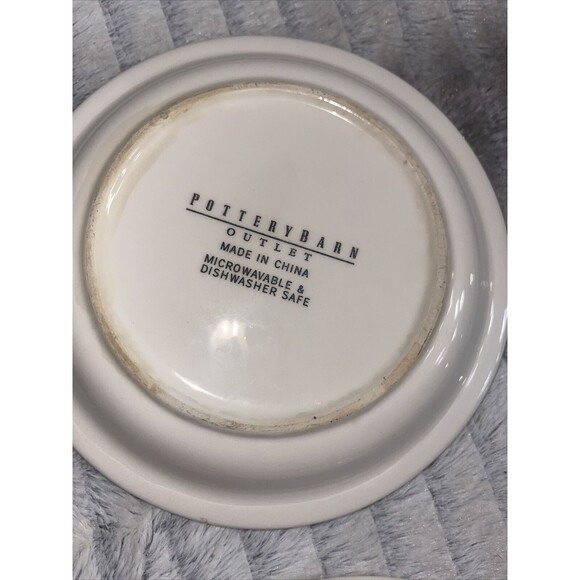 POTTERYBARN
OUTLET
MADE IN CHINA
MICROWAVABLE &
DISHWASHER SAFE